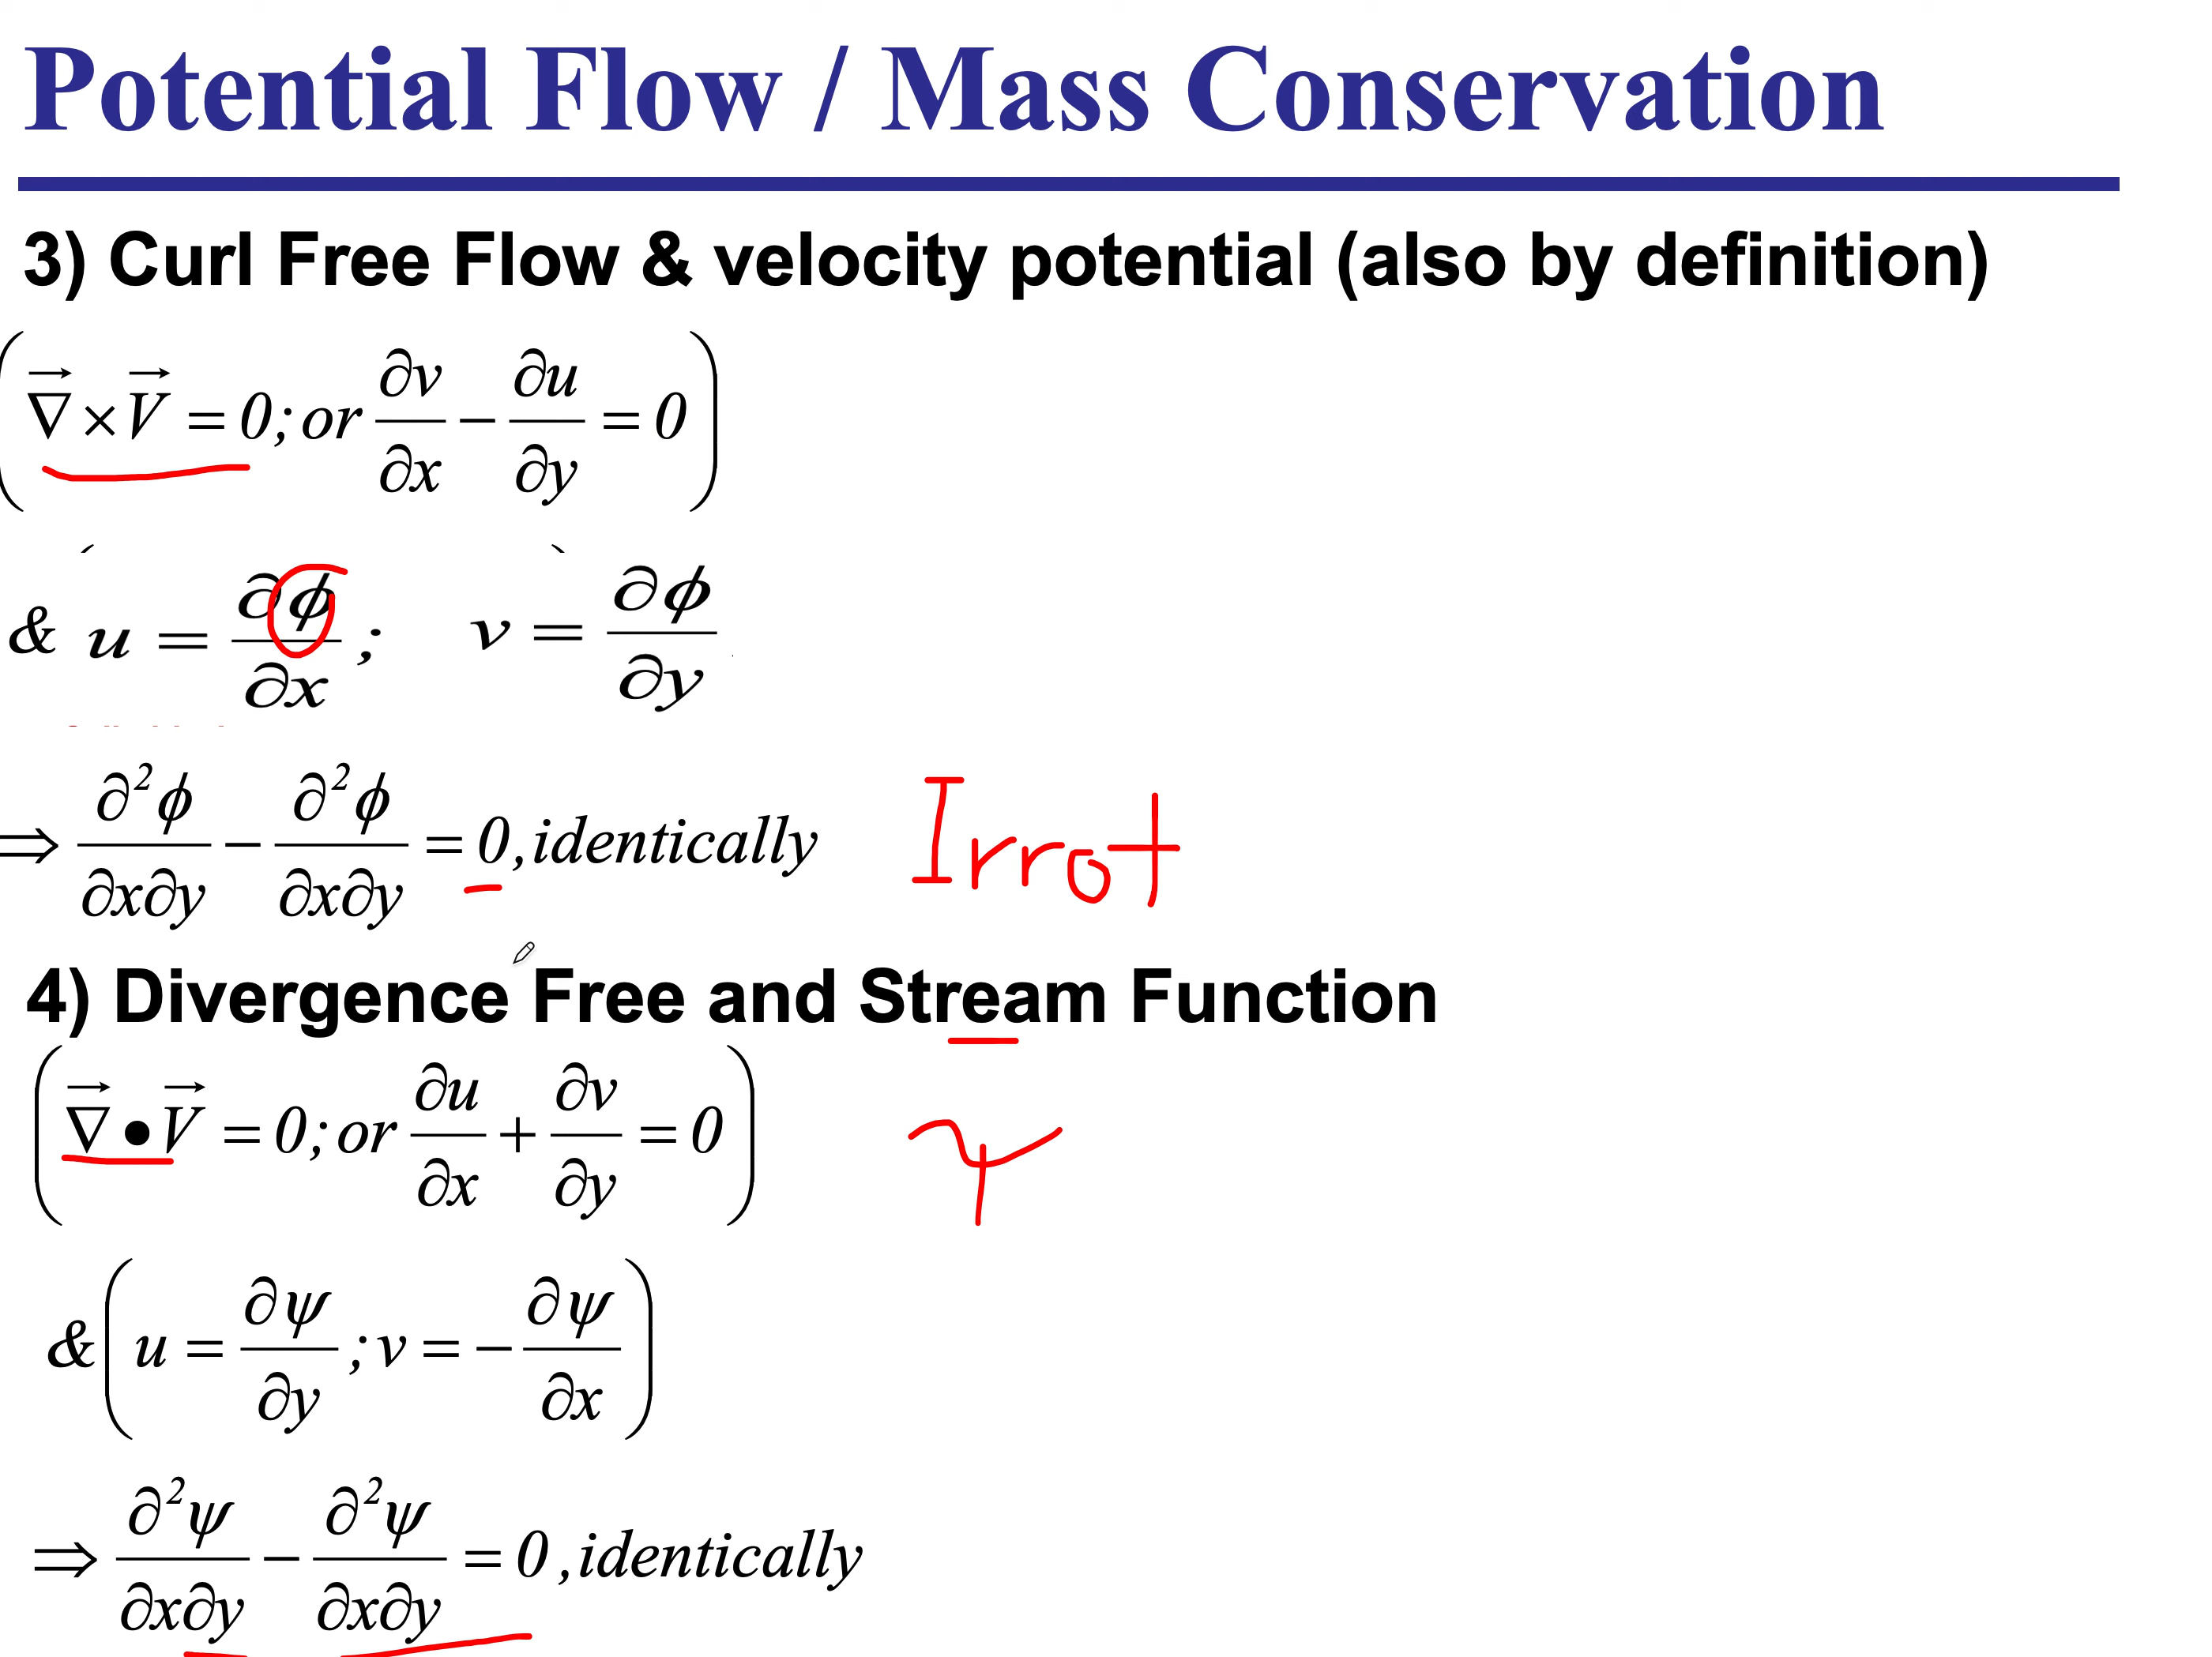 Potential Flow / Mass Conservation
3) Curl Free Flow & velocity potential (also by definition)
(∇⃗ × V⃗ = 0; or ∂v/∂x − ∂u/∂y = 0)
& u = ∂ϕ/∂x ; v = ∂ϕ/∂y
⇒ ∂²ϕ/∂x∂y − ∂²ϕ/∂x∂y = 0, identically Irrot
4) Divergence Free and Stream Function
(∇⃗ • V⃗ = 0; or ∂u/∂x + ∂v/∂y = 0) ψ
& (u = ∂ψ/∂y ; v = − ∂ψ/∂x)
⇒ ∂²ψ/∂x∂y − ∂²ψ/∂x∂y = 0, identically